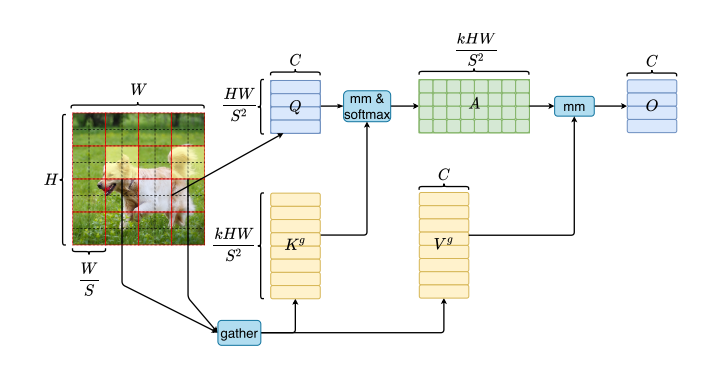 W
H
W/S
C
HW/S²
Q
mm &
softmax
kHW/S²
A
mm
C
O
kHW/S²
K^g
C
V^g
gather